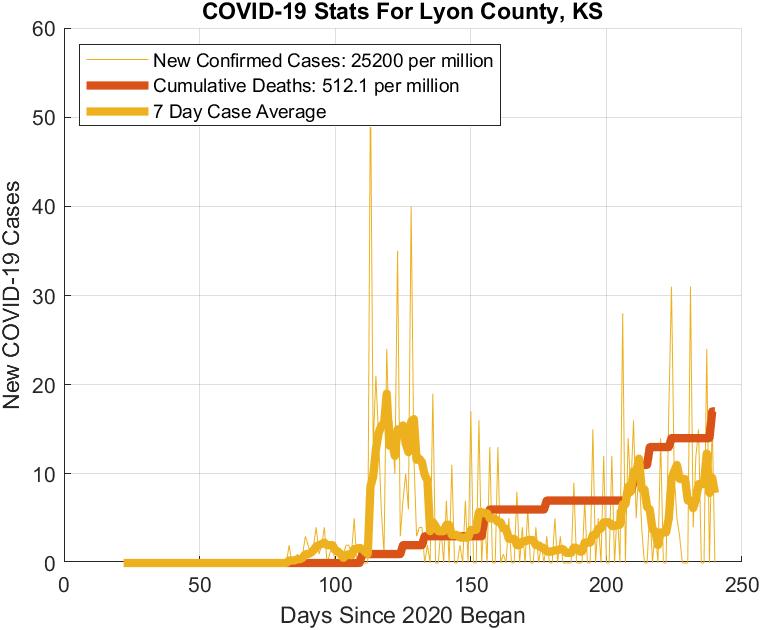 COVID-19 Stats For Lyon County, KS
60
50
40
30
20
10
0
New COVID-19 Cases
New Confirmed Cases: 25200 per million
Cumulative Deaths: 512.1 per million
7 Day Case Average
0
50
100
150
200
250
Days Since 2020 Began